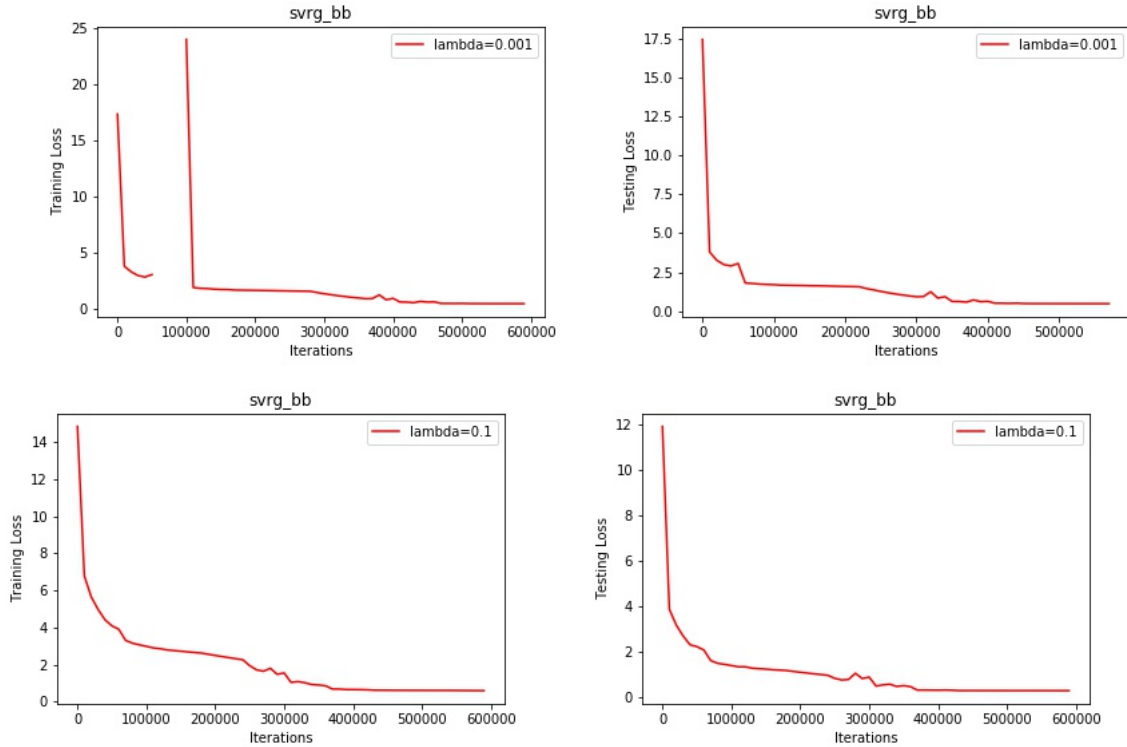 svrg_bb
25
20
15
10
5
0
Training Loss
lambda=0.001
0 100000 200000 300000 400000 500000 600000
Iterations
svrg_bb
17.5
15.0
12.5
10.0
7.5
5.0
2.5
0.0
Testing Loss
lambda=0.001
0 100000 200000 300000 400000 500000
Iterations
svrg_bb
14
12
10
8
6
4
2
0
Training Loss
lambda=0.1
0 100000 200000 300000 400000 500000 600000
Iterations
svrg_bb
12
10
8
6
4
2
0
Testing Loss
lambda=0.1
0 100000 200000 300000 400000 500000 600000
Iterations